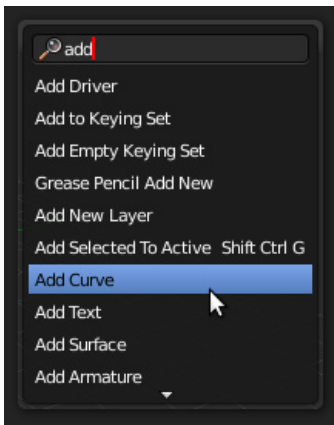 add
Add Driver
Add to Keying Set
Add Empty Keying Set
Grease Pencil Add New
Add New Layer
Add Selected To Active Shift Ctrl G
Add Curve
Add Text
Add Surface
Add Armature